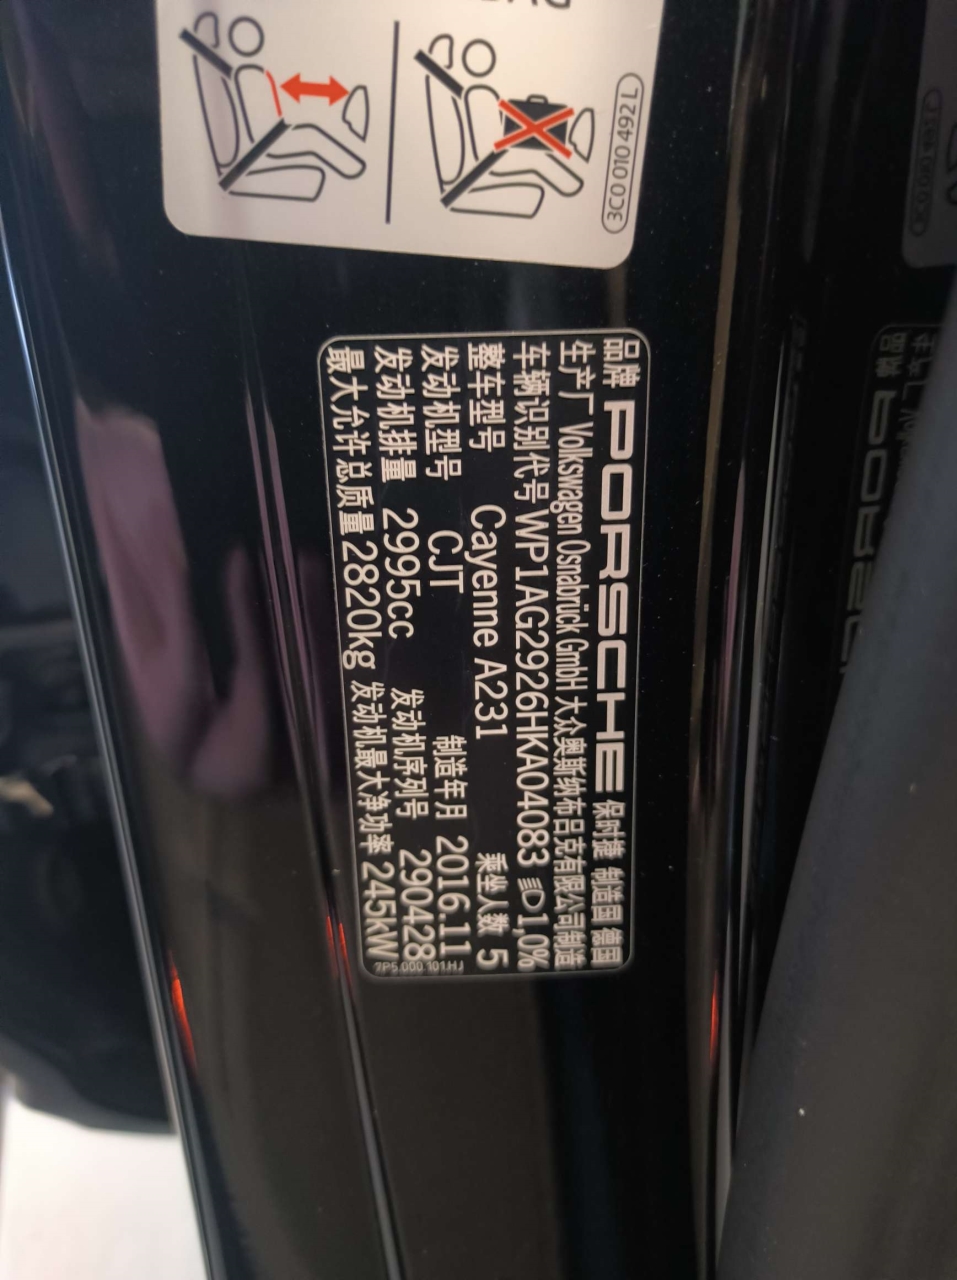 3C0 010 492 L
品牌 PORSCHE 保时捷 制造国 德国
生产厂 Volkswagen Osnabrück GmbH 大众奥斯纳布吕克有限公司制造
车辆识别代号 WP1AG2926HKA04083 1,0%
整车型号 Cayenne A231 乘坐人数 5
发动机型号 CJT 制造年月 2016.11
发动机排量 2995cc 发动机序列号 290428
最大允许总质量 2820kg 发动机最大净功率 245kW
7P5.000.101.HJ